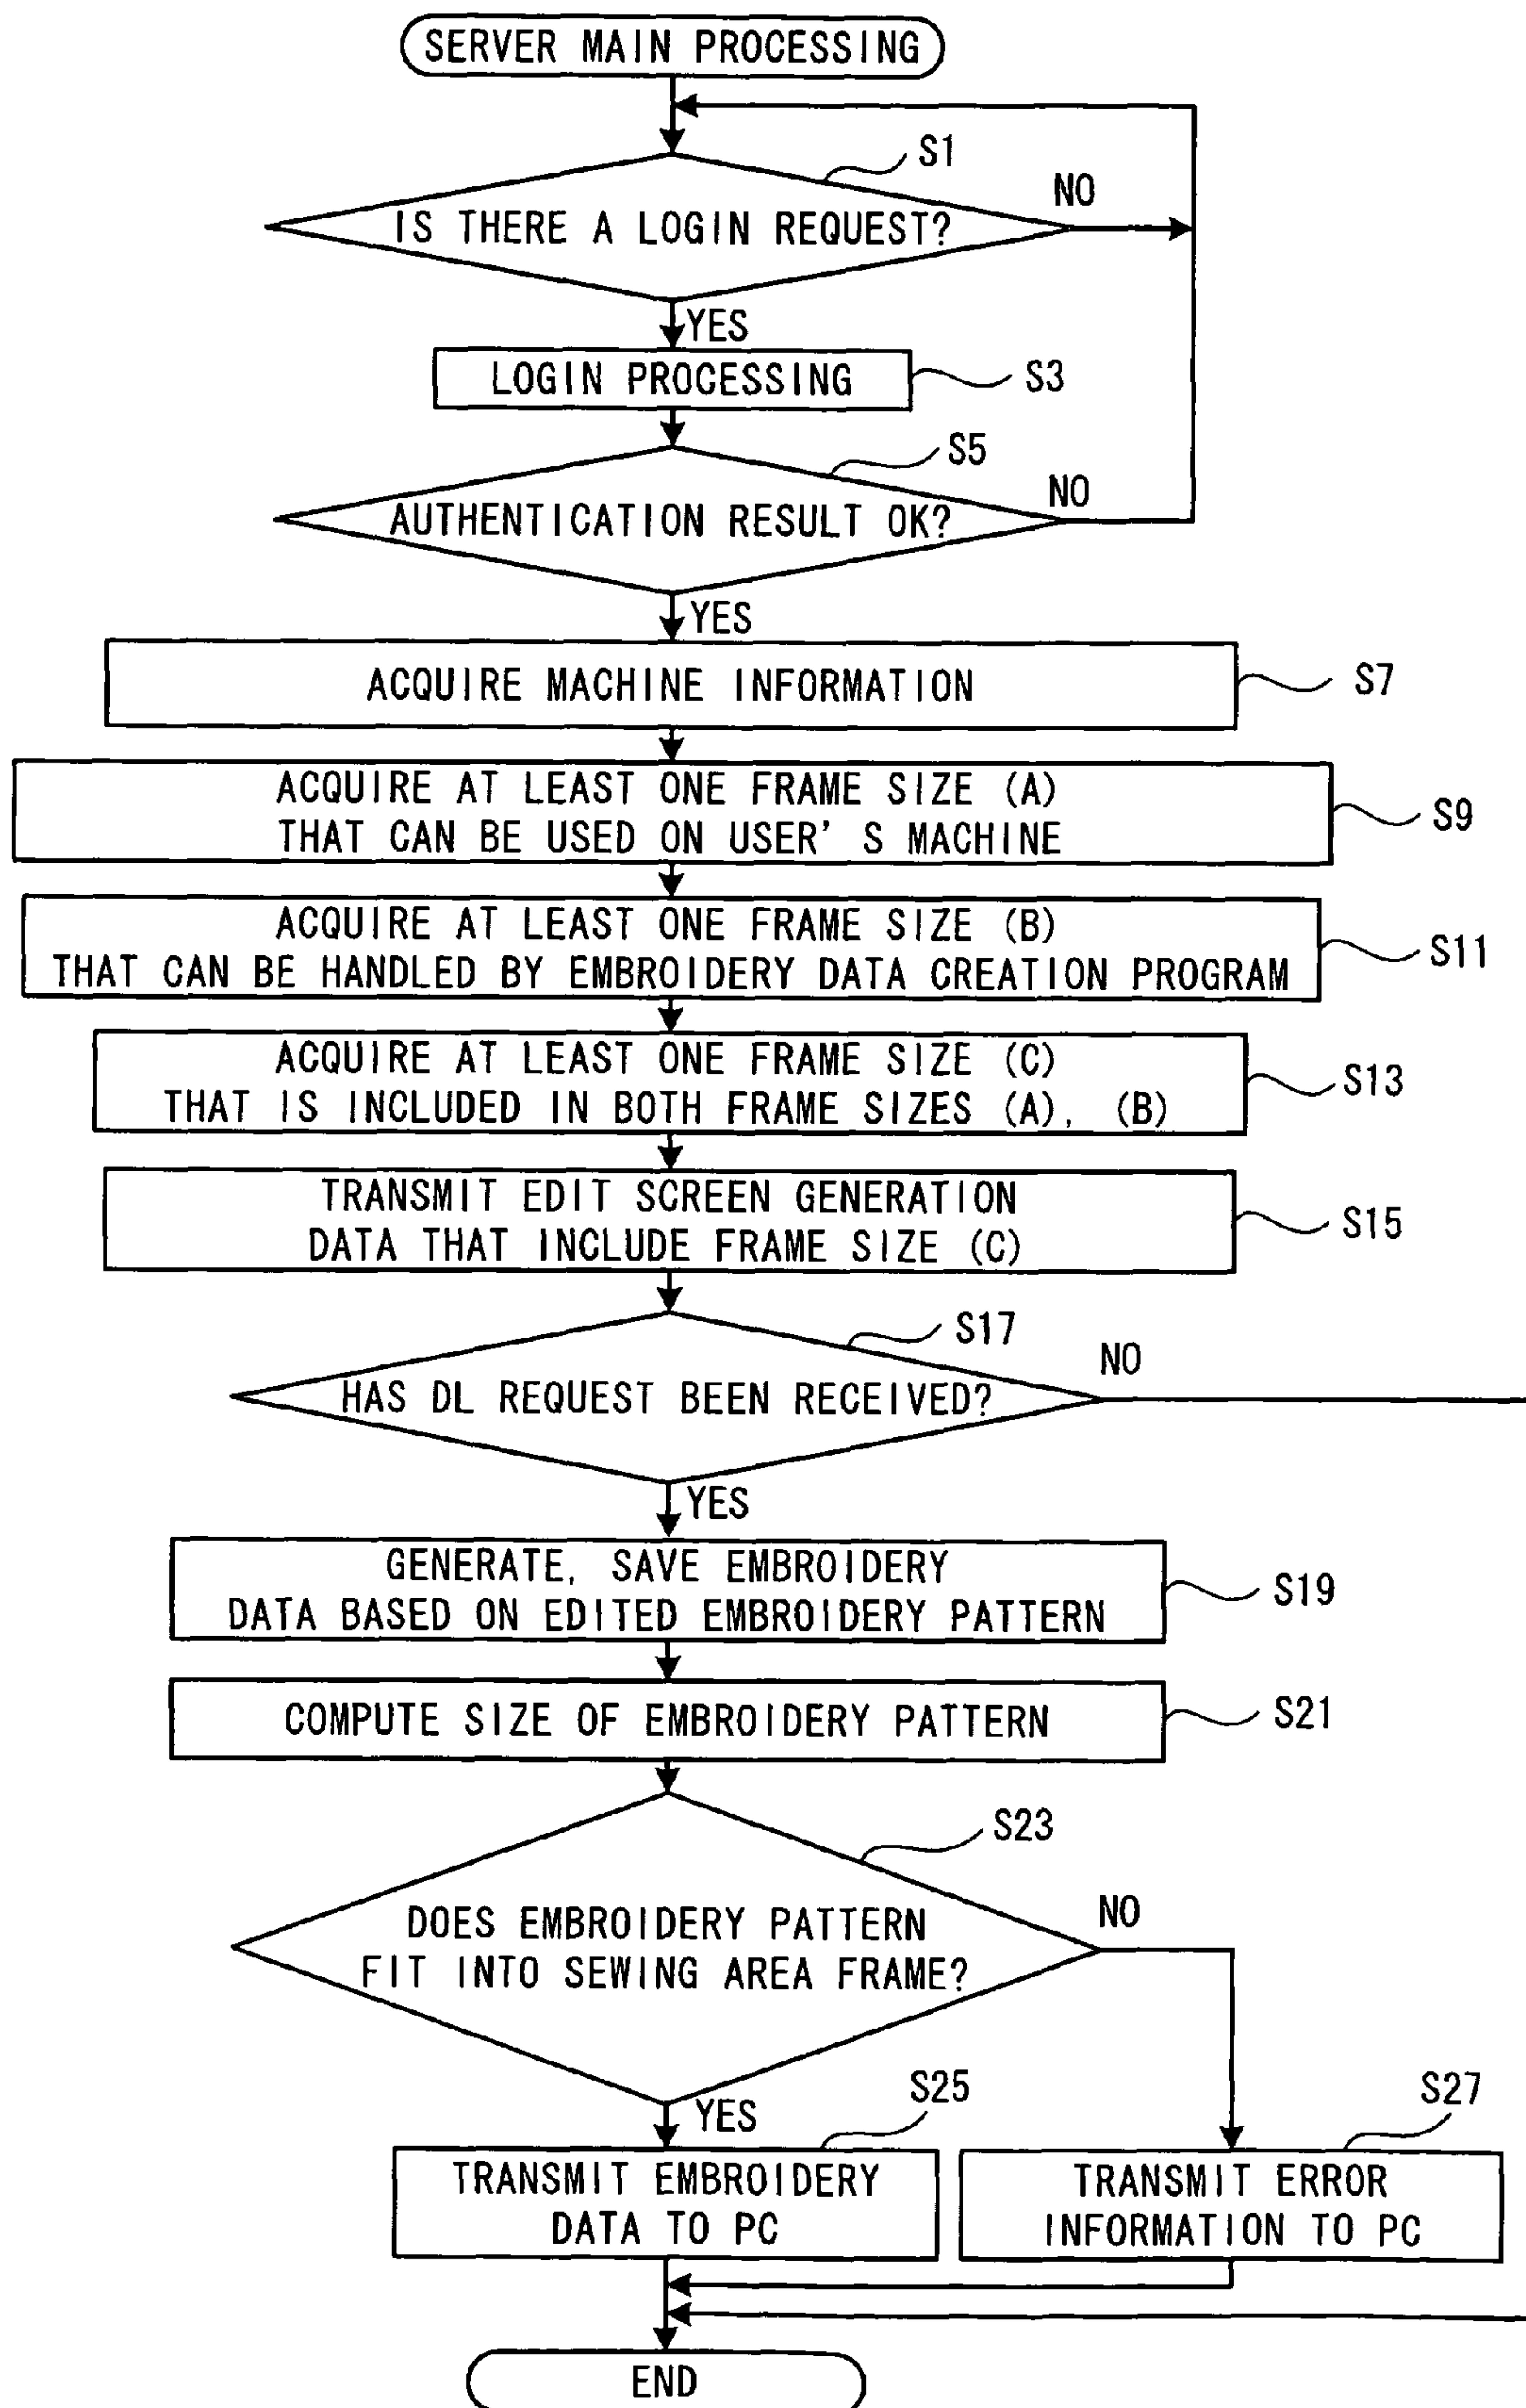 SERVER MAIN PROCESSING
S1
NO
IS THERE A LOGIN REQUEST?
YES
LOGIN PROCESSING
S3
S5
NO
AUTHENTICATION RESULT OK?
YES
ACQUIRE MACHINE INFORMATION
S7
ACQUIRE AT LEAST ONE FRAME SIZE (A)
THAT CAN BE USED ON USER'S MACHINE
S9
ACQUIRE AT LEAST ONE FRAME SIZE (B)
THAT CAN BE HANDLED BY EMBROIDERY DATA CREATION PROGRAM
S11
ACQUIRE AT LEAST ONE FRAME SIZE (C)
THAT IS INCLUDED IN BOTH FRAME SIZES (A), (B)
S13
TRANSMIT EDIT SCREEN GENERATION
DATA THAT INCLUDE FRAME SIZE (C)
S15
S17
NO
HAS DL REQUEST BEEN RECEIVED?
YES
GENERATE, SAVE EMBROIDERY
DATA BASED ON EDITED EMBROIDERY PATTERN
S19
COMPUTE SIZE OF EMBROIDERY PATTERN
S21
S23
NO
DOES EMBROIDERY PATTERN
FIT INTO SEWING AREA FRAME?
YES
S25
S27
TRANSMIT EMBROIDERY
DATA TO PC
TRANSMIT ERROR
INFORMATION TO PC
END